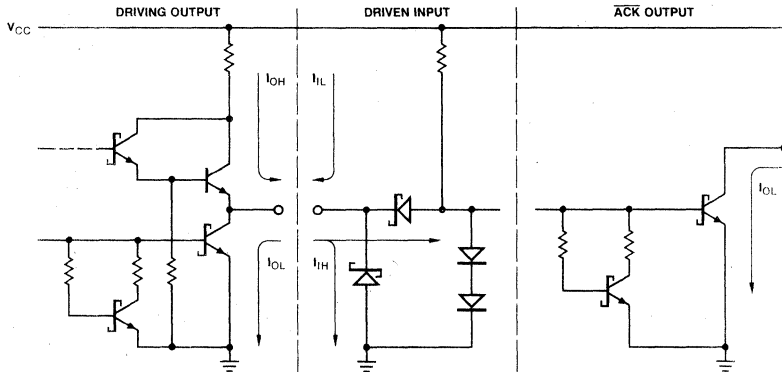 DRIVING OUTPUT
DRIVEN INPUT
ACK OUTPUT
VCC
IOH
IIL
IOL
IIH
IOL